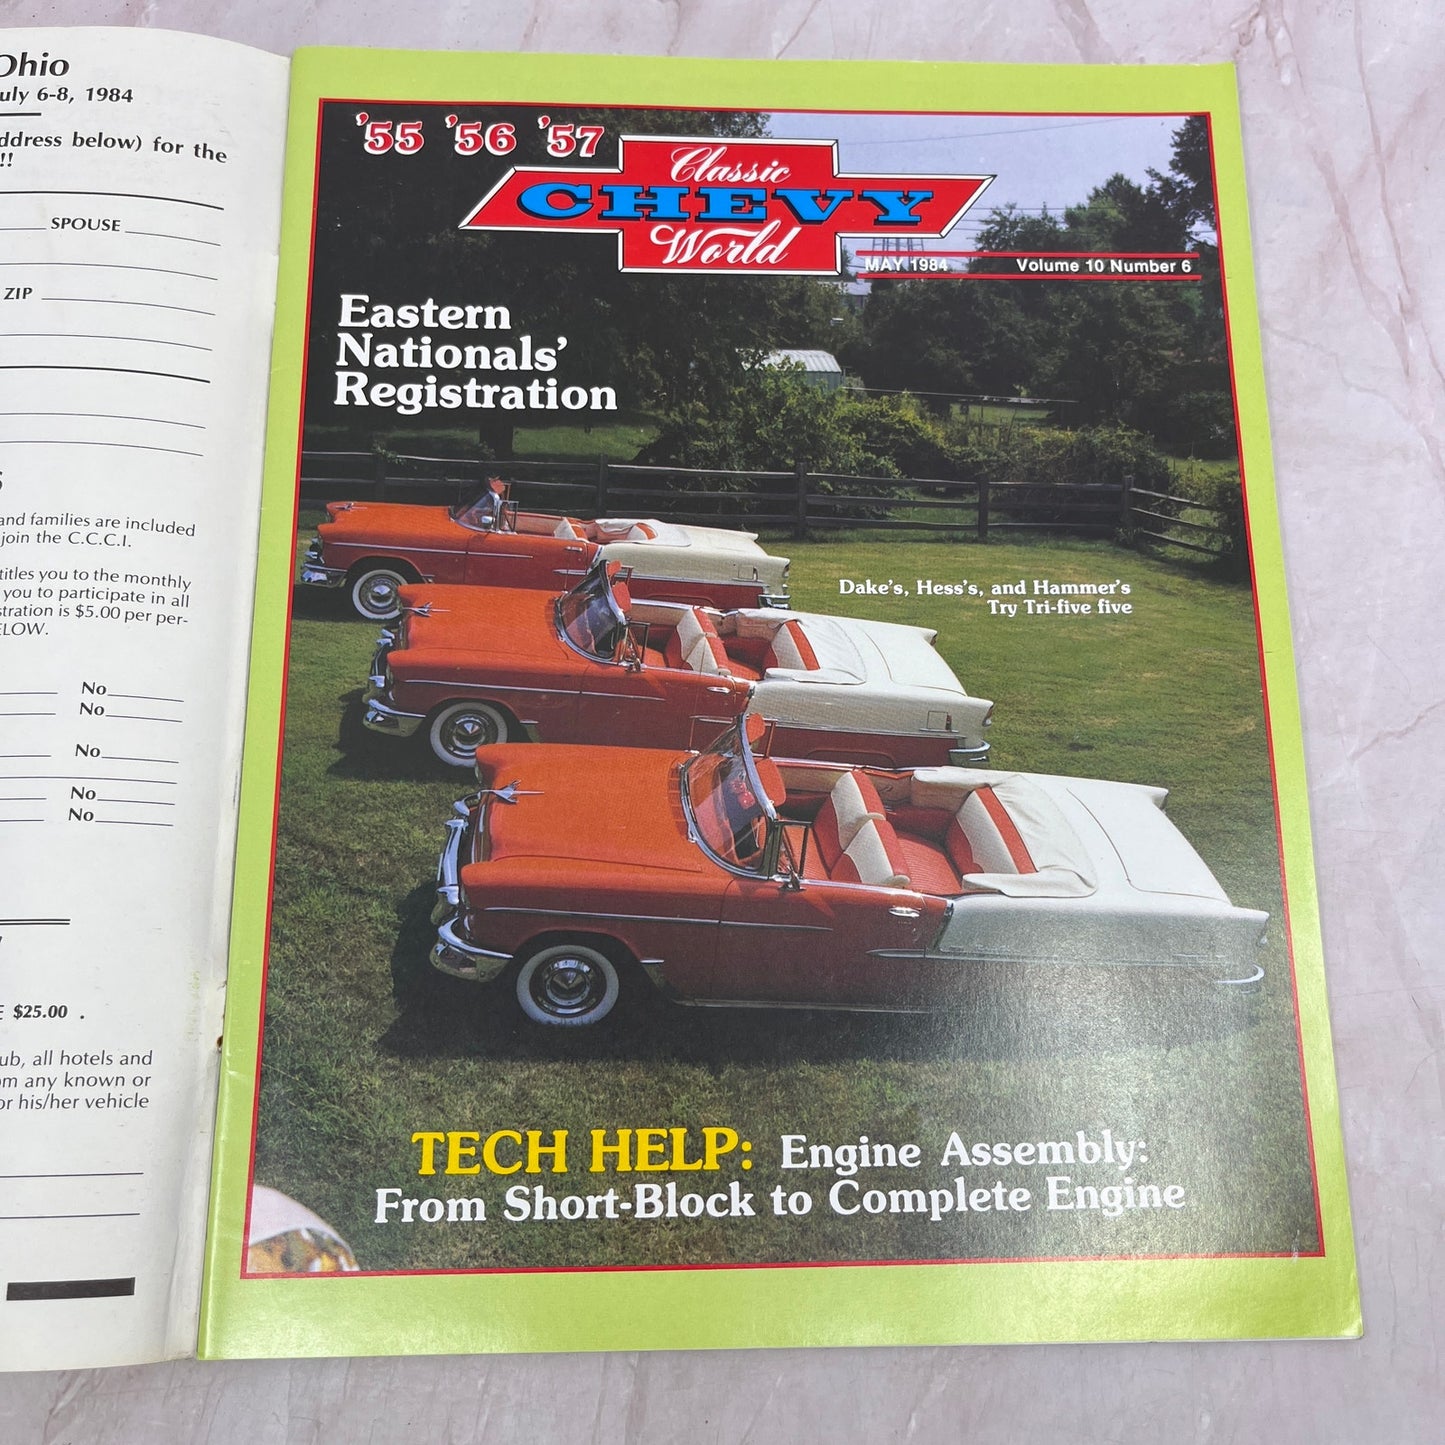 Ohio
uly 6-8, 1984
ddress below) for the
!!
SPOUSE
ZIP
and families are included
join the C.C.C.I.
titles you to the monthly
you to participate in all
stration is $5.00 per per-
ELOW.
No
No
No
No
No
$25.00 .
ub, all hotels and
om any known or
or his/her vehicle
'55 '56 '57
Classic
CHEVY
World
MAY 1984 Volume 10 Number 6
Eastern
Nationals'
Registration
Dake's, Hess's, and Hammer's
Try Tri-five five
TECH HELP: Engine Assembly:
From Short-Block to Complete Engine